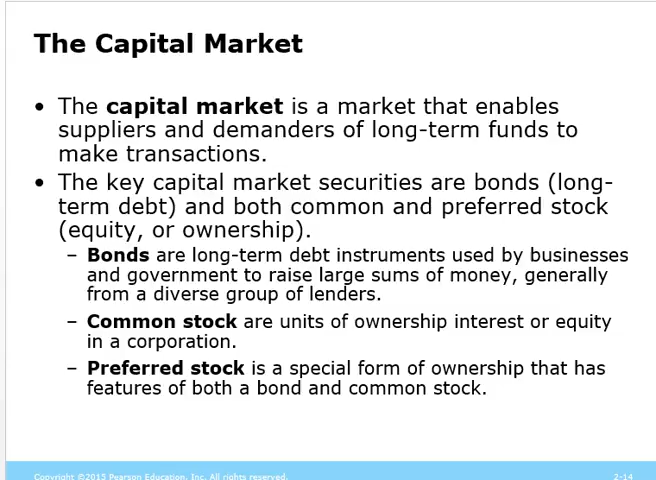 The Capital Market
• The capital market is a market that enables
suppliers and demanders of long-term funds to
make transactions.
• The key capital market securities are bonds (long-
term debt) and both common and preferred stock
(equity, or ownership).
– Bonds are long-term debt instruments used by businesses
and government to raise large sums of money, generally
from a diverse group of lenders.
– Common stock are units of ownership interest or equity
in a corporation.
– Preferred stock is a special form of ownership that has
features of both a bond and common stock.
Copyright ©2015 Pearson Education, Inc. All rights reserved.
2-14